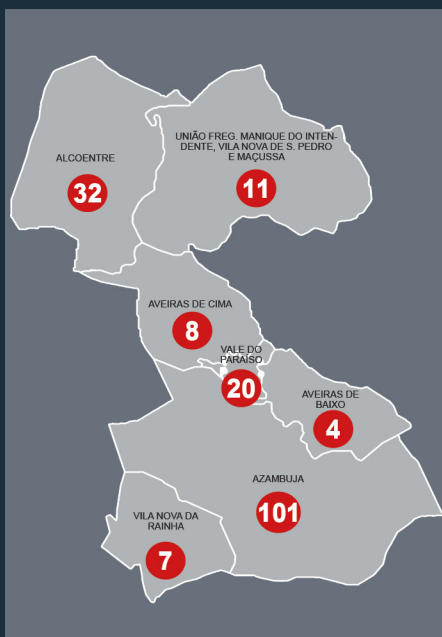 UNIÃO FREG. MANIQUE DO INTEN-
DENTE, VILA NOVA DE S. PEDRO
E MAÇUSSA
ALCOENTRE
11
32
AVEIRAS DE CIMA
8
VALE DO
PARAÍSO
20
AVEIRAS DE
BAIXO
4
AZAMBUJA
101
VILA NOVA DA
RAINHA
7